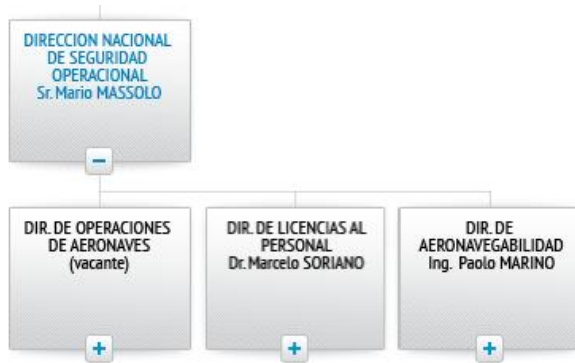 DIRECCION NACIONAL
DE SEGURIDAD
OPERACIONAL
Sr. Mario MASSOLO
DIR. DE OPERACIONES
DE AERONAVES
(vacante)
DIR. DE LICENCIAS AL
PERSONAL
Dr. Marcelo SORIANO
DIR. DE
AERONAVEGABILIDAD
Ing. Paolo MARINO